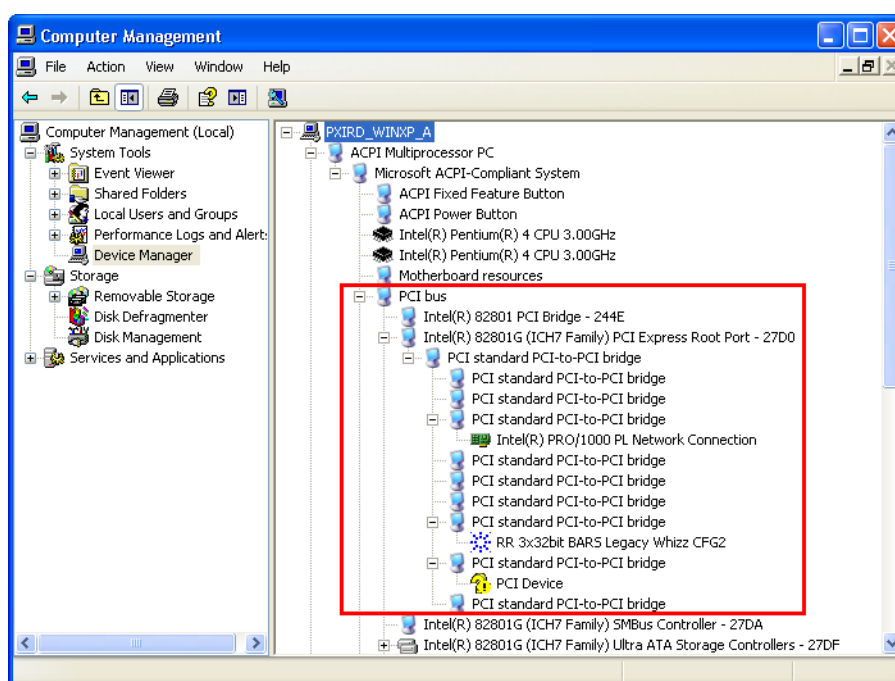 Computer Management
File Action View Window Help
Computer Management (Local)
System Tools
Event Viewer
Shared Folders
Local Users and Groups
Performance Logs and Alert:
Device Manager
Storage
Removable Storage
Disk Defragmenter
Disk Management
Services and Applications
PXIRD_WINXP_A
ACPI Multiprocessor PC
Microsoft ACPI-Compliant System
ACPI Fixed Feature Button
ACPI Power Button
Intel(R) Pentium(R) 4 CPU 3.00GHz
Intel(R) Pentium(R) 4 CPU 3.00GHz
Motherboard resources
PCI bus
Intel(R) 82801 PCI Bridge - 244E
Intel(R) 82801G (ICH7 Family) PCI Express Root Port - 27D0
PCI standard PCI-to-PCI bridge
PCI standard PCI-to-PCI bridge
PCI standard PCI-to-PCI bridge
PCI standard PCI-to-PCI bridge
Intel(R) PRO/1000 PL Network Connection
PCI standard PCI-to-PCI bridge
PCI standard PCI-to-PCI bridge
PCI standard PCI-to-PCI bridge
PCI standard PCI-to-PCI bridge
RR 3x32bit BARS Legacy Whizz CFG2
PCI standard PCI-to-PCI bridge
PCI Device
PCI standard PCI-to-PCI bridge
Intel(R) 82801G (ICH7 Family) SMBus Controller - 27DA
Intel(R) 82801G (ICH7 Family) Ultra ATA Storage Controllers - 27DF